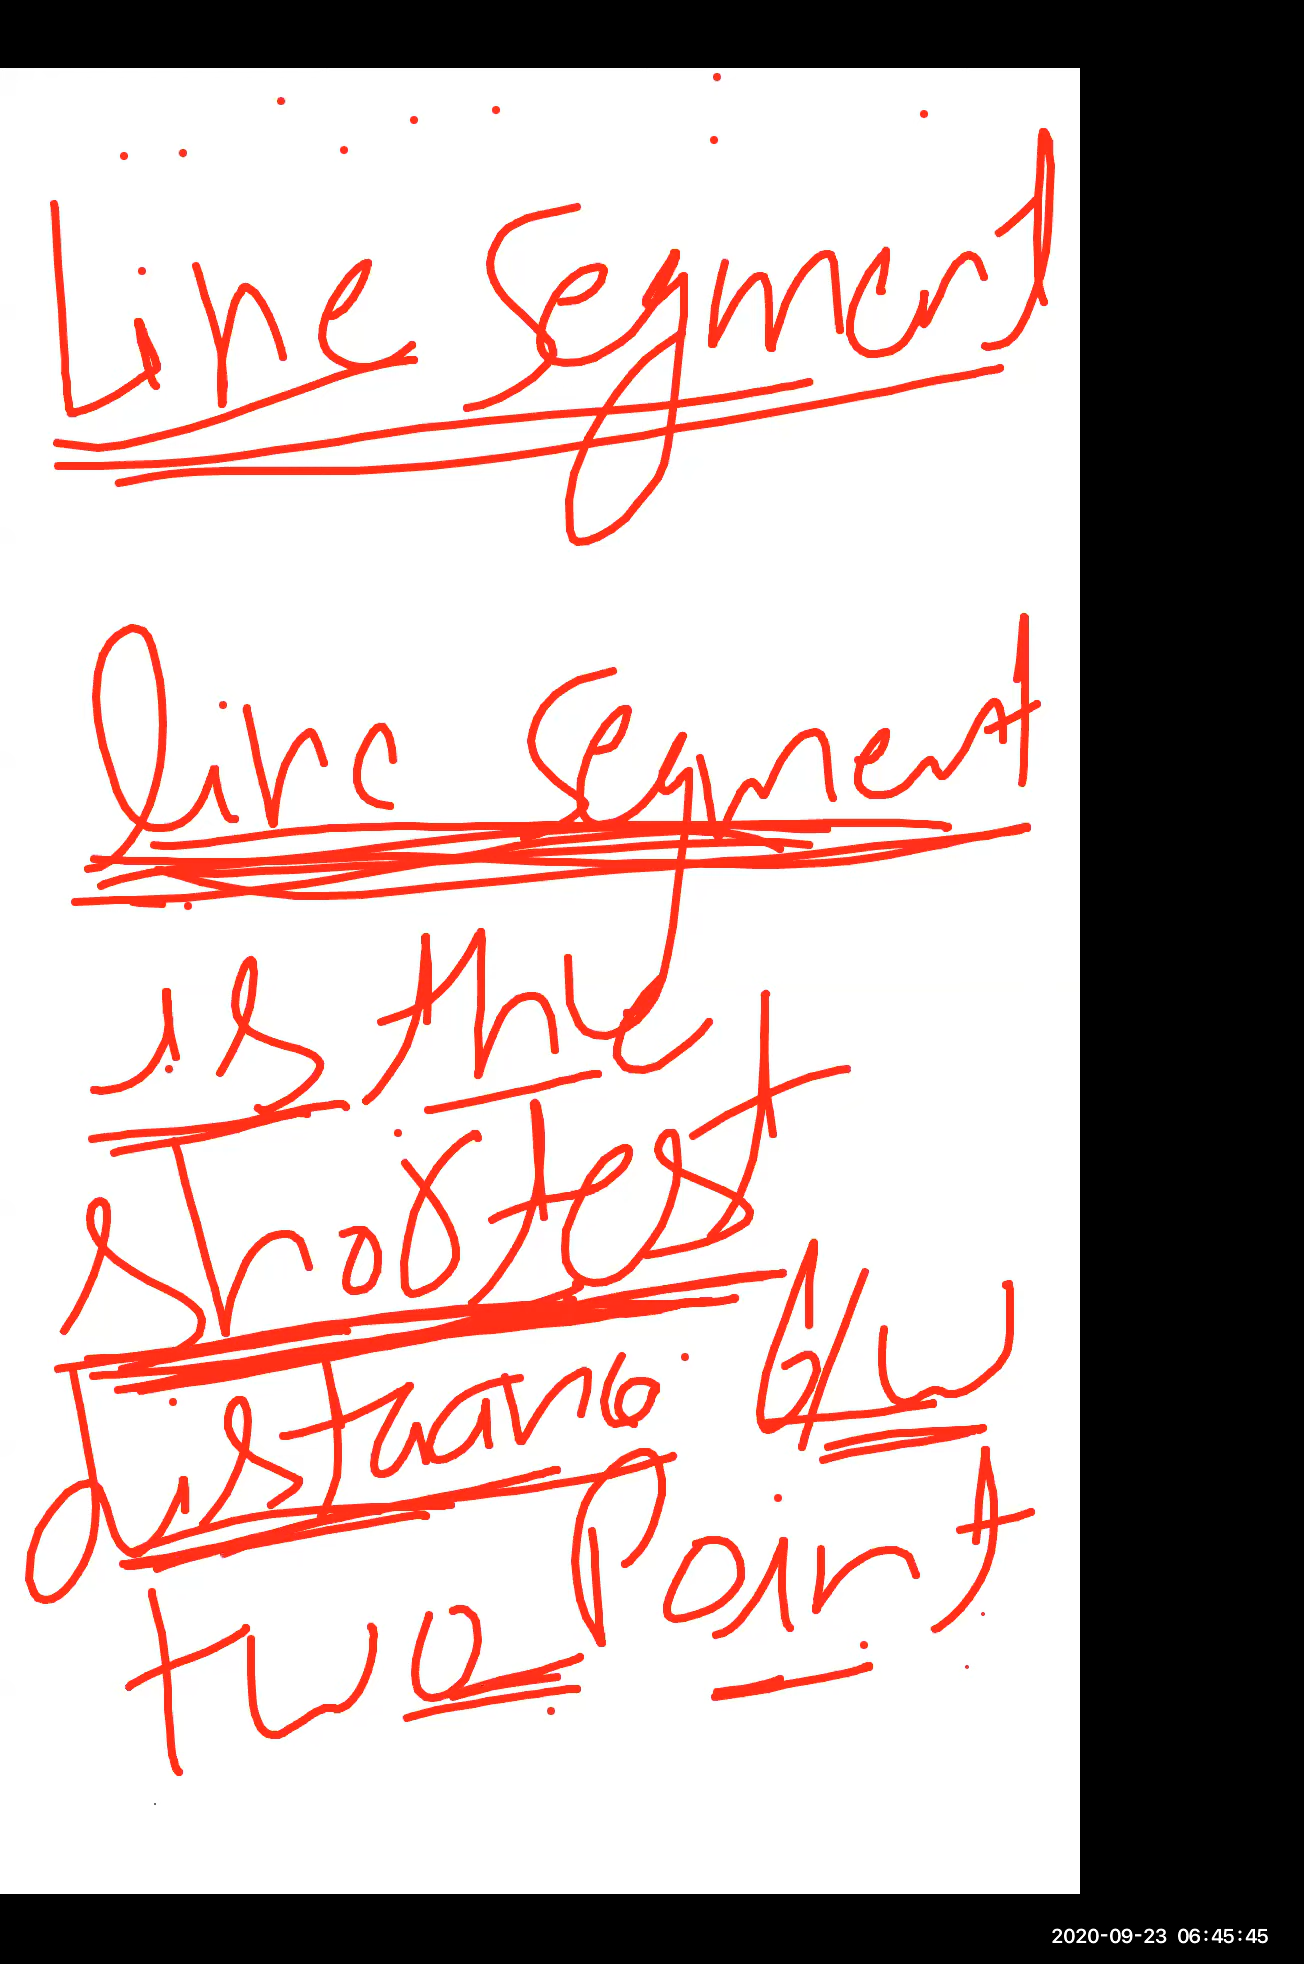 Line Segment
line segment
is the
shortest
distance b/w
two Point
2020-09-23 06:45:45